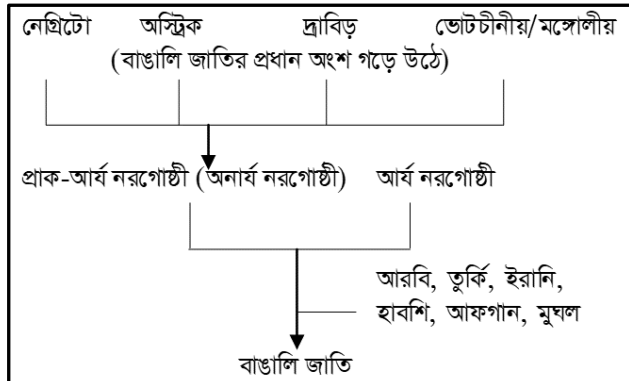 নেগ্রিটো অস্ট্রিক দ্রাবিড় ভোটচীনীয়/মঙ্গোলীয়
(বাঙালি জাতির প্রধান অংশ গড়ে উঠে)
প্রাক-আর্য নরগোষ্ঠী (অনার্য নরগোষ্ঠী) আর্য নরগোষ্ঠী
আরবি, তুর্কি, ইরানি,
হাবশি, আফগান, মুঘল
বাঙালি জাতি